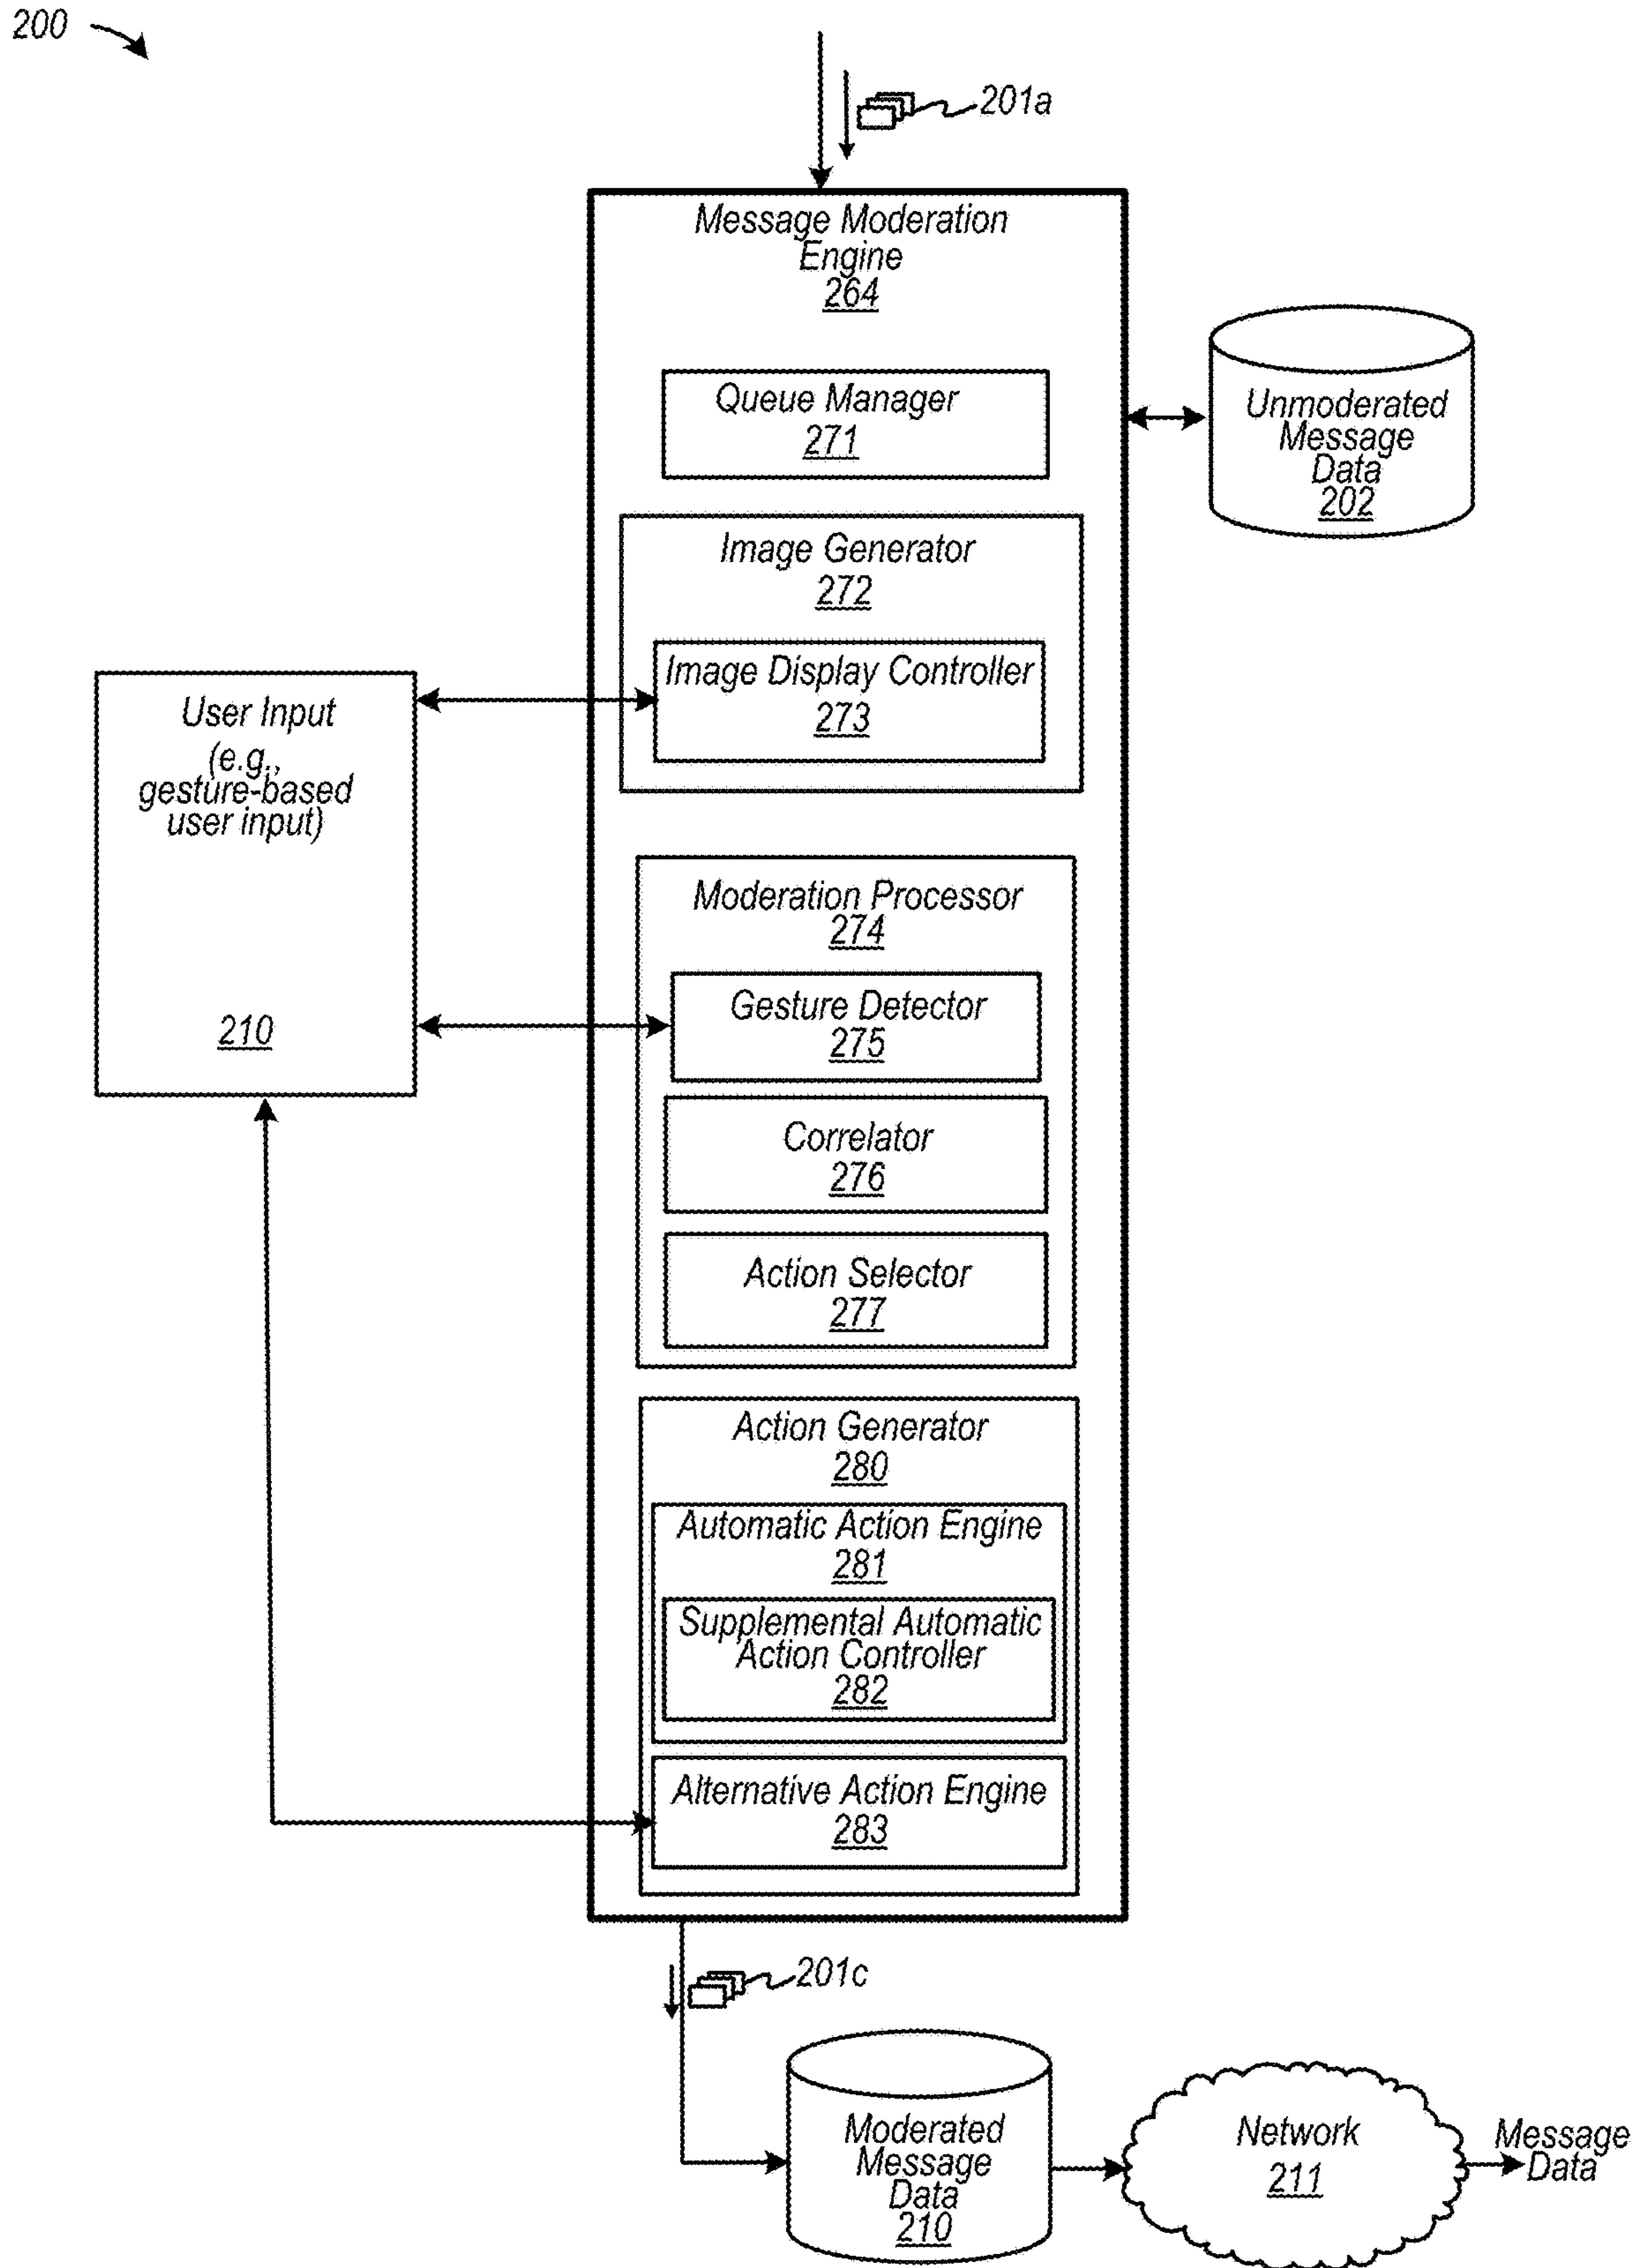 200
201a
Message Moderation
Engine
264
Queue Manager
271
Unmoderated
Message
Data
202
Image Generator
272
Image Display Controller
273
User Input
(e.g.,
gesture-based
user input)
210
Moderation Processor
274
Gesture Detector
275
Correlator
276
Action Selector
277
Action Generator
280
Automatic Action Engine
281
Supplemental Automatic
Action Controller
282
Alternative Action Engine
283
201c
Moderated
Message
Data
210
Network
211
Message
Data